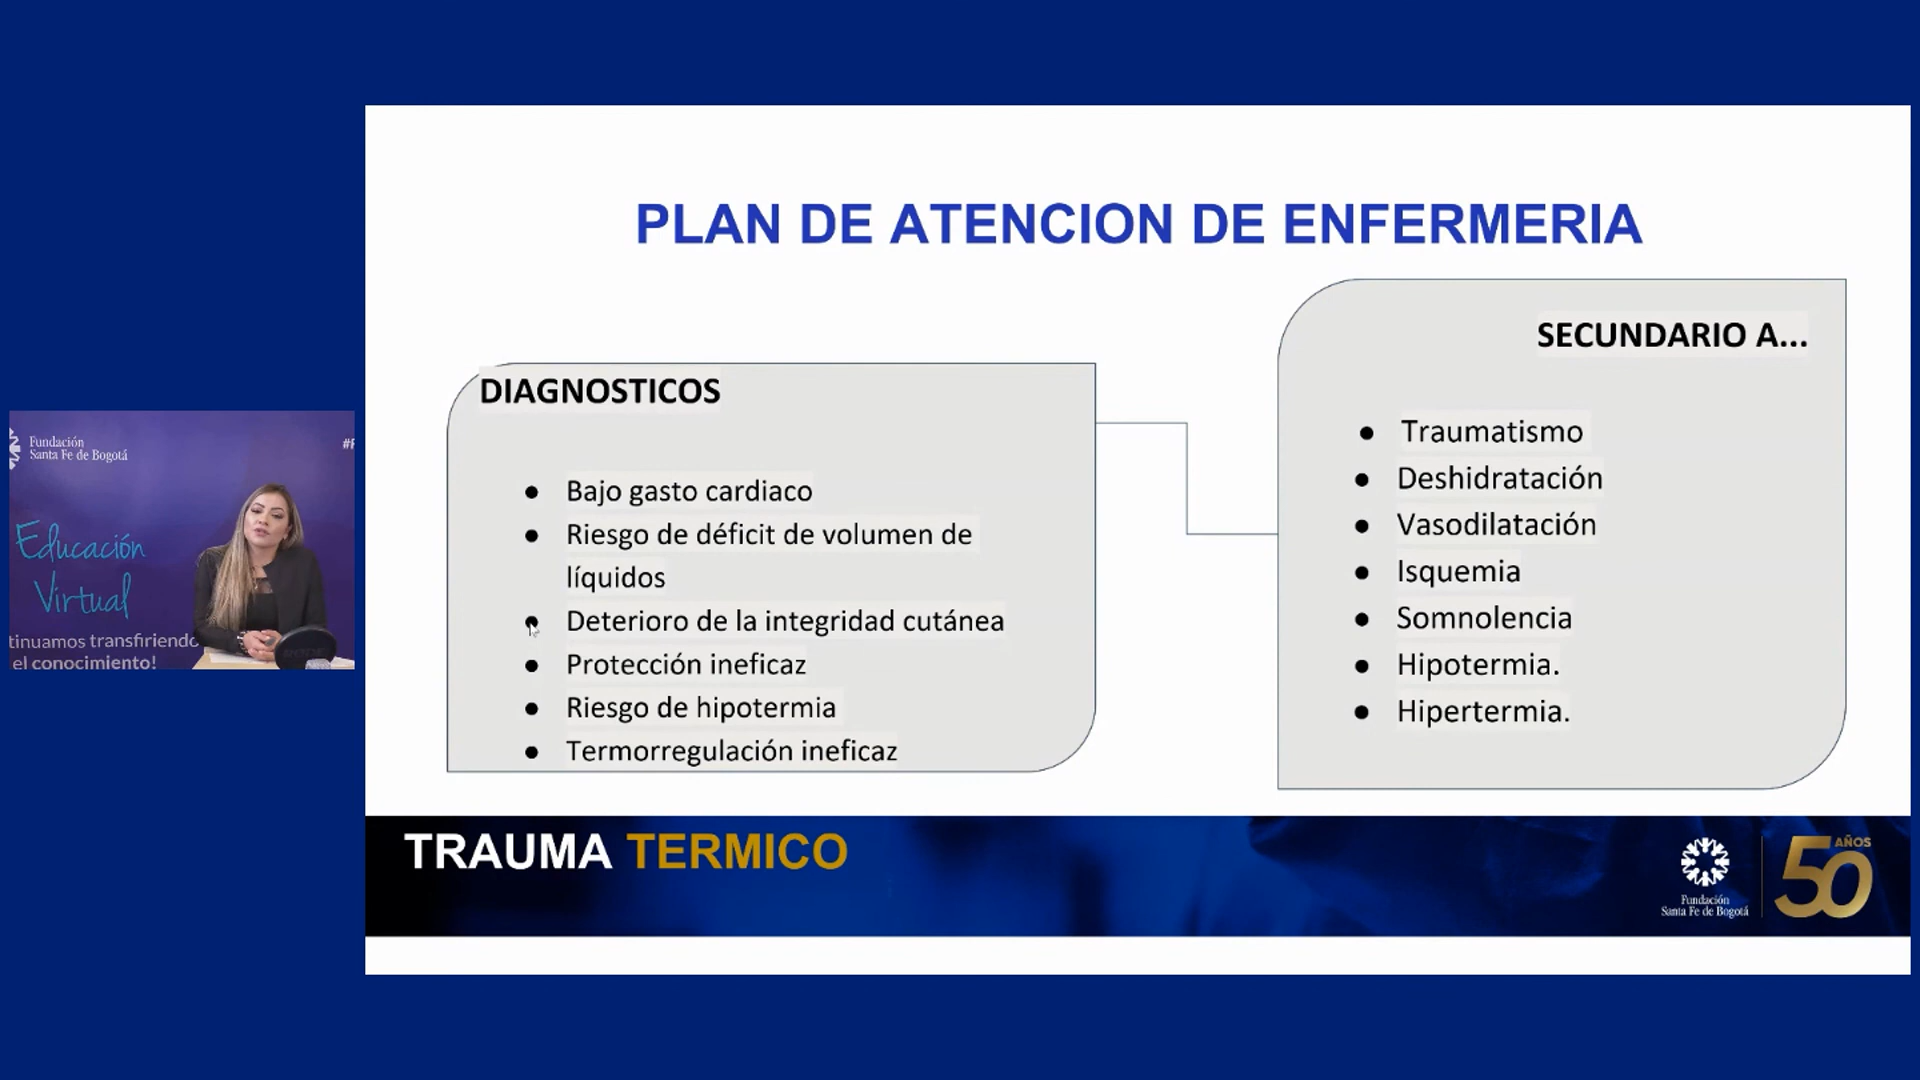 PLAN DE ATENCION DE ENFERMERIA
DIAGNOSTICOS
● Bajo gasto cardiaco
● Riesgo de déficit de volumen de
líquidos
● Deterioro de la integridad cutánea
● Protección ineficaz
● Riesgo de hipotermia
● Termorregulación ineficaz
SECUNDARIO A...
● Traumatismo
● Deshidratación
● Vasodilatación
● Isquemia
● Somnolencia
● Hipotermia.
● Hipertermia.
TRAUMA TERMICO
Fundación
Santa Fe de Bogotá
50 AÑOS
Fundación
Santa Fe de Bogotá
#F
Educación
Virtual
tinuamos transfiriendo
el conocimiento!